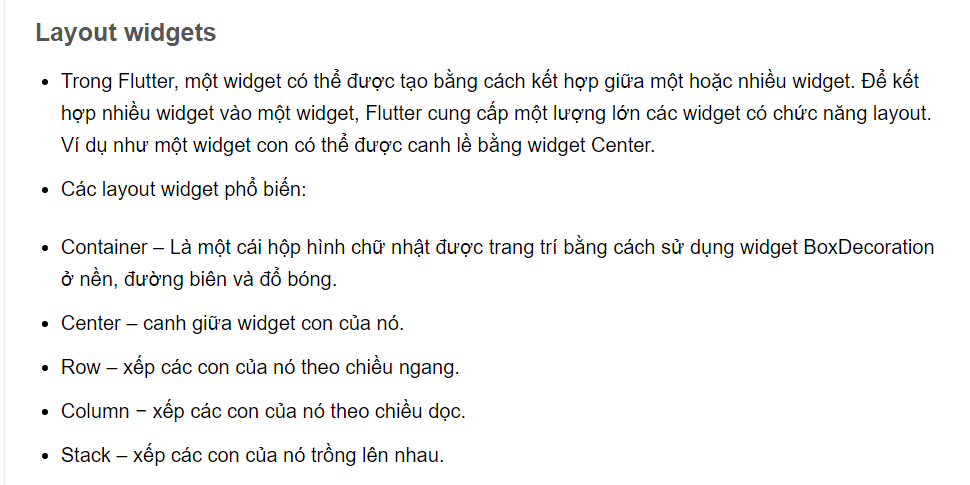 Layout widgets
• Trong Flutter, một widget có thể được tạo bằng cách kết hợp giữa một hoặc nhiều widget. Để kết
hợp nhiều widget vào một widget, Flutter cung cấp một lượng lớn các widget có chức năng layout.
Ví dụ như một widget con có thể được canh lề bằng widget Center.
• Các layout widget phổ biến:
• Container – Là một cái hộp hình chữ nhật được trang trí bằng cách sử dụng widget BoxDecoration
ở nền, đường biên và đổ bóng.
• Center – canh giữa widget con của nó.
• Row – xếp các con của nó theo chiều ngang.
• Column − xếp các con của nó theo chiều dọc.
• Stack – xếp các con của nó trồng lên nhau.